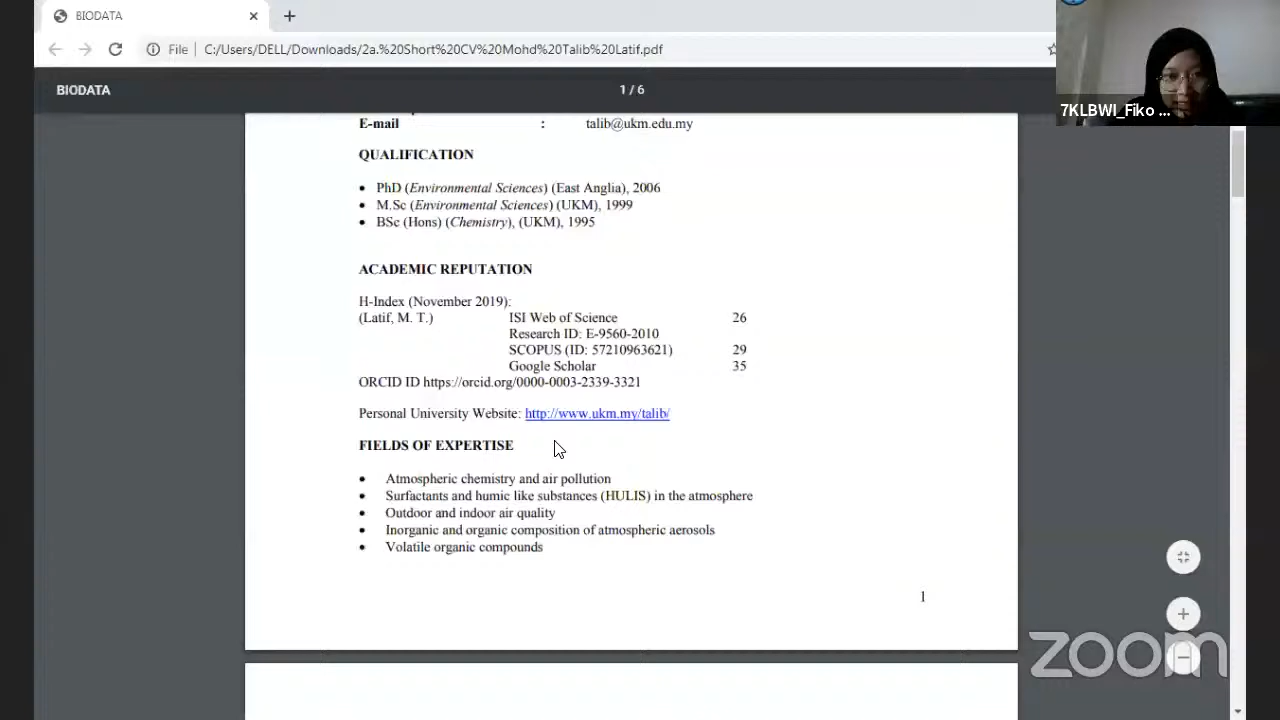 BIODATA
File C:/Users/DELL/Downloads/2a.%20Short%20CV%20Mohd%20Talib%20Latif.pdf
BIODATA 1 / 6
7KLBWI_Fiko ...
E-mail : talib@ukm.edu.my
QUALIFICATION
• PhD (Environmental Sciences) (East Anglia), 2006
• M.Sc (Environmental Sciences) (UKM), 1999
• BSc (Hons) (Chemistry), (UKM), 1995
ACADEMIC REPUTATION
H-Index (November 2019):
(Latif, M. T.) ISI Web of Science 26
Research ID: E-9560-2010
SCOPUS (ID: 57210963621) 29
Google Scholar 35
ORCID ID https://orcid.org/0000-0003-2339-3321
Personal University Website: http://www.ukm.my/talib/
FIELDS OF EXPERTISE
• Atmospheric chemistry and air pollution
• Surfactants and humic like substances (HULIS) in the atmosphere
• Outdoor and indoor air quality
• Inorganic and organic composition of atmospheric aerosols
• Volatile organic compounds
1
zoom